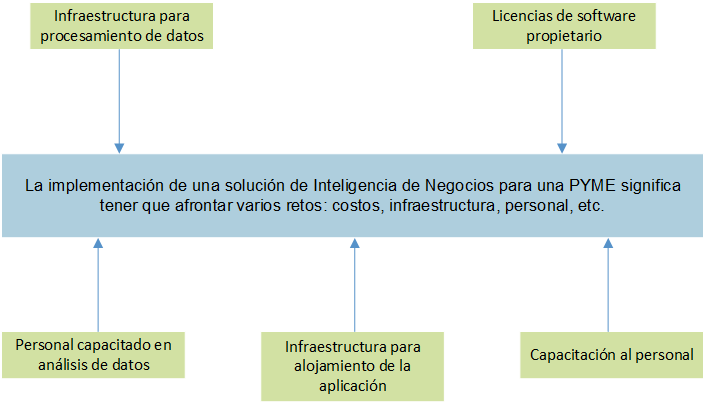 Infraestructura para
procesamiento de datos
Licencias de software
propietario
La implementación de una solución de Inteligencia de Negocios para una PYME significa
tener que afrontar varios retos: costos, infraestructura, personal, etc.
Personal capacitado en
análisis de datos
Infraestructura para
alojamiento de la
aplicación
Capacitación al personal